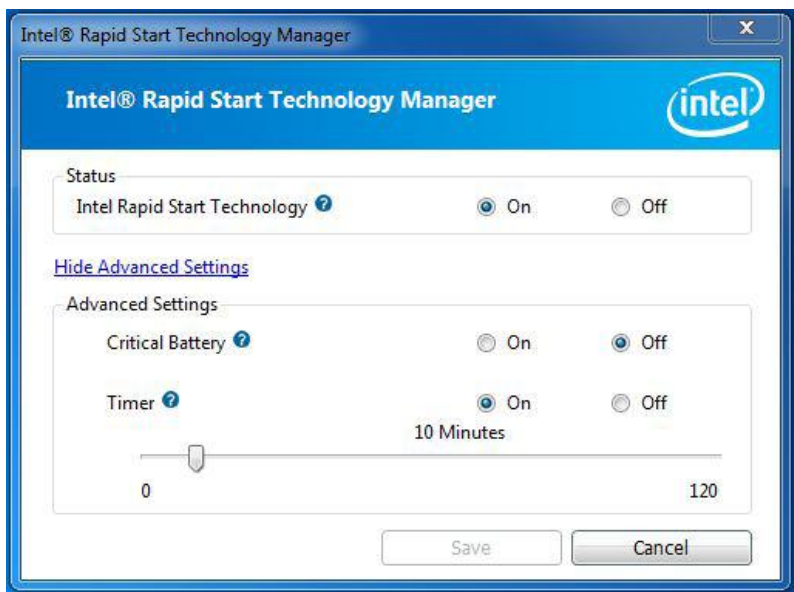 Intel® Rapid Start Technology Manager
x
Intel® Rapid Start Technology Manager
intel
Status
Intel Rapid Start Technology ? On Off
Hide Advanced Settings
Advanced Settings
Critical Battery ? On Off
Timer ? On Off
10 Minutes
0 120
Save Cancel